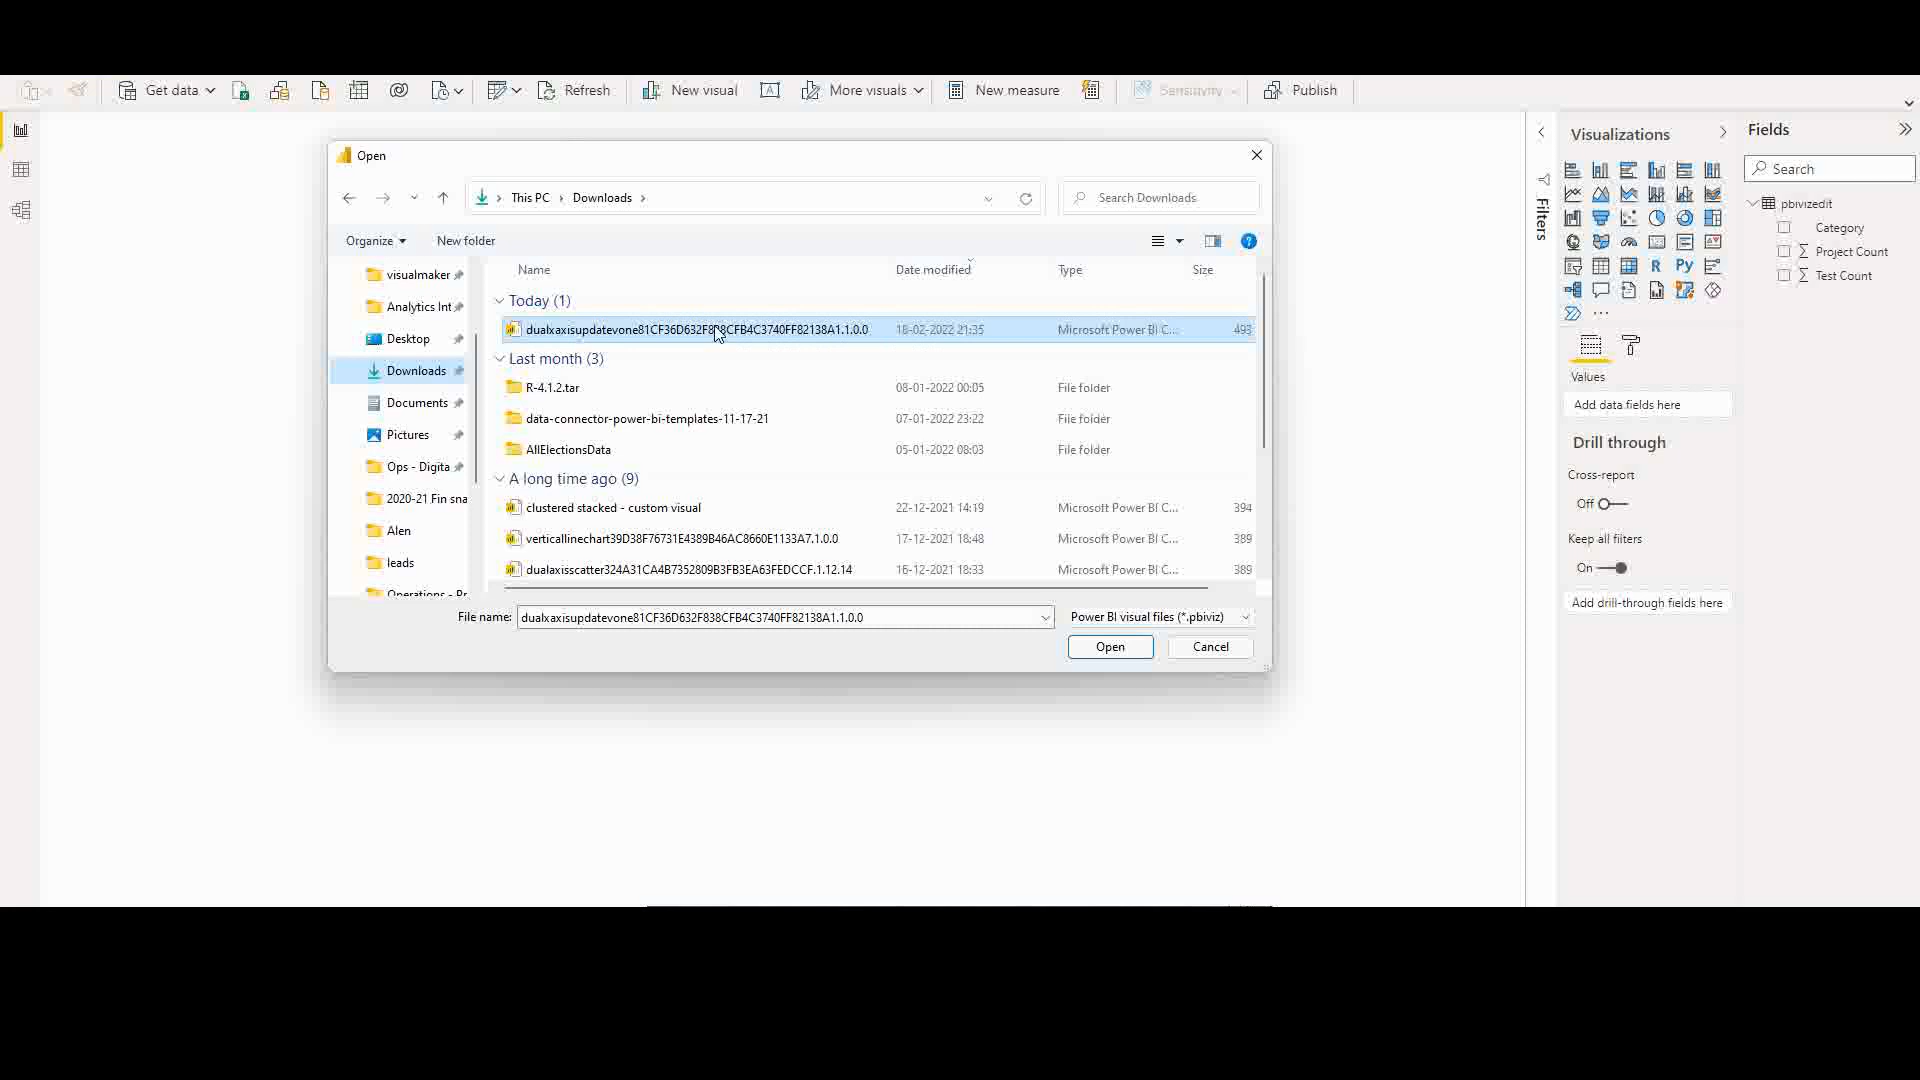 Get data
Refresh
New visual
More visuals
New measure
Sensitivity
Publish
Open
This PC > Downloads >
Search Downloads
Organize
New folder
Name Date modified Type Size
visualmaker
Analytics Int
Desktop
Downloads
Documents
Pictures
Ops - Digita
2020-21 Fin sna
Alen
leads
Operations - Pr
Today (1)
dualxaxisupdatevone81CF36D632F838CFB4C3740FF82138A1.1.0.0 18-02-2022 21:35 Microsoft Power BI C... 493
Last month (3)
R-4.1.2.tar 08-01-2022 00:05 File folder
data-connector-power-bi-templates-11-17-21 07-01-2022 23:22 File folder
AllElectionsData 05-01-2022 08:03 File folder
A long time ago (9)
clustered stacked - custom visual 22-12-2021 14:19 Microsoft Power BI C... 394
verticallinechart39D38F76731E4389B46AC8660E1133A7.1.0.0 17-12-2021 18:48 Microsoft Power BI C... 389
dualaxisscatter324A31CA4B7352809B3FB3EA63FEDCCF.1.12.14 16-12-2021 18:33 Microsoft Power BI C... 389
File name: dualxaxisupdatevone81CF36D632F838CFB4C3740FF82138A1.1.0.0
Power BI visual files (*.pbiviz)
Open
Cancel
Filters
Visualizations
R
Py
Values
Add data fields here
Drill through
Cross-report
Off
Keep all filters
On
Add drill-through fields here
Fields
Search
pbivizedit
Category
Project Count
Test Count